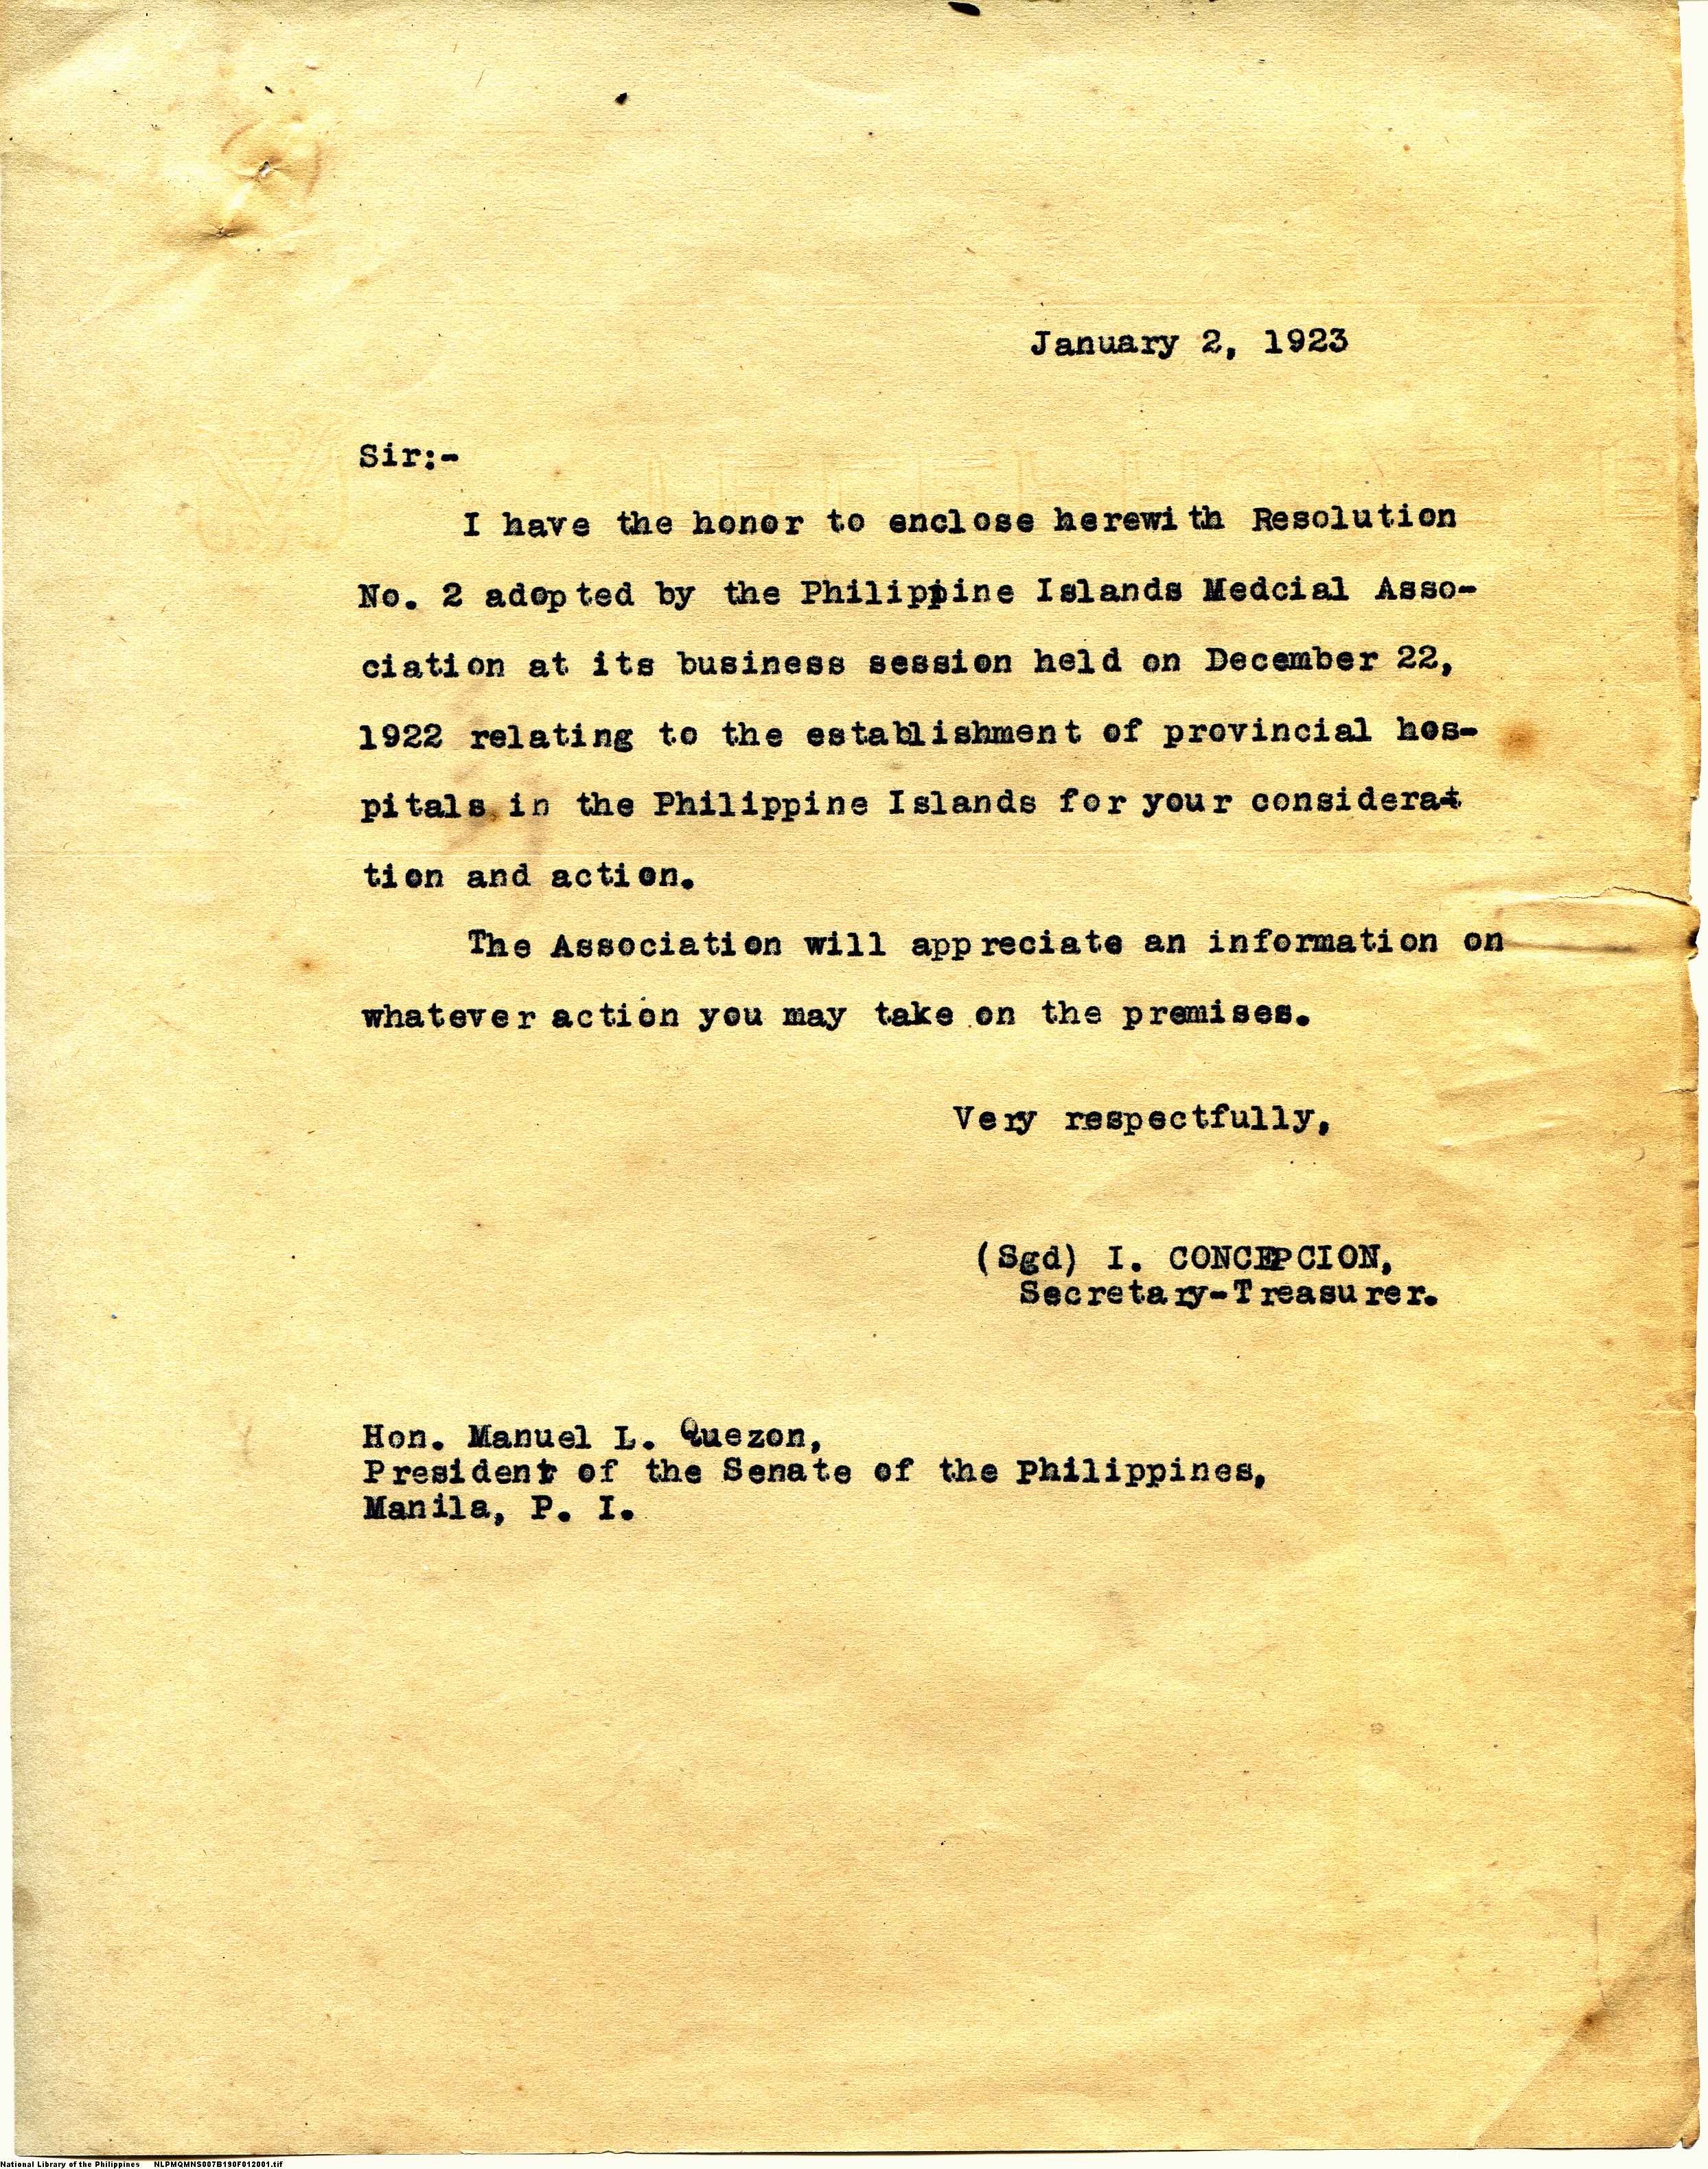 January 2, 1923
Sir:-
I have the honor to enclose herewith Resolution
No. 2 adopted by the Philippine Islands Medcial Asso-
ciation at its business session held on December 22,
1922 relating to the establishment of provincial hos-
pitals in the Philippine Islands for your considerat
tion and action.
The Association will appreciate an information on
whatever action you may take on the premises.
Very respectfully,
(Sgd) I. CONCEPCION,
Secretary-Treasurer.
Hon. Manuel L. Quezon,
President of the Senate of the Philippines,
Manila, P. I.
National Library of the Philippines NLPMQMNS007B190F012001.tif